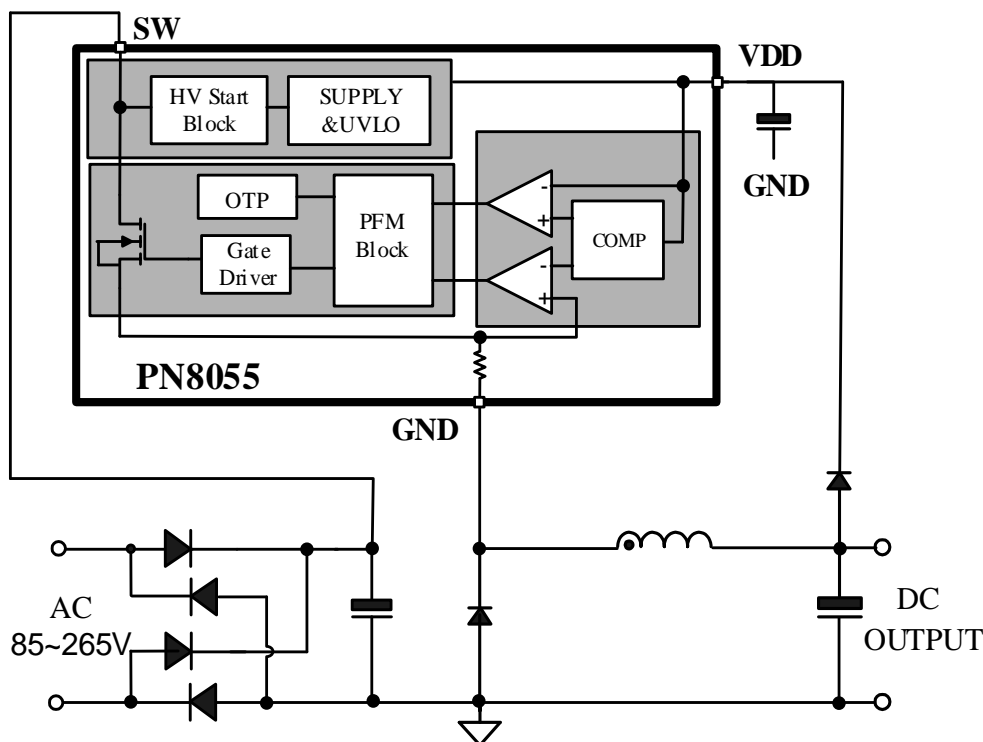 SW
VDD
HV Start
Block
SUPPLY
&UVLO
GND
OTP
PFM
Block
Gate
Driver
-
+
COMP
-
+
PN8055
GND
AC
85~265V
DC
OUTPUT